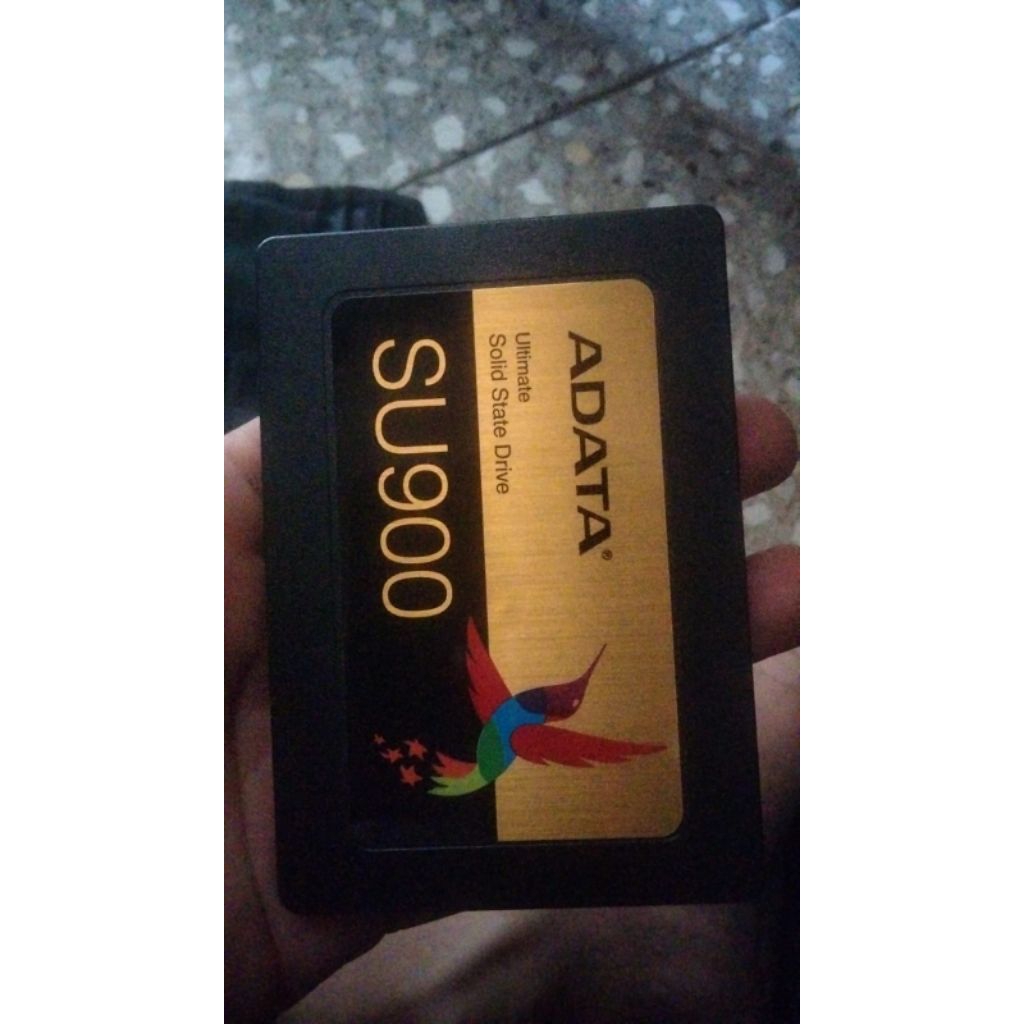 ADATA®
Ultimate
Solid State Drive
SU900